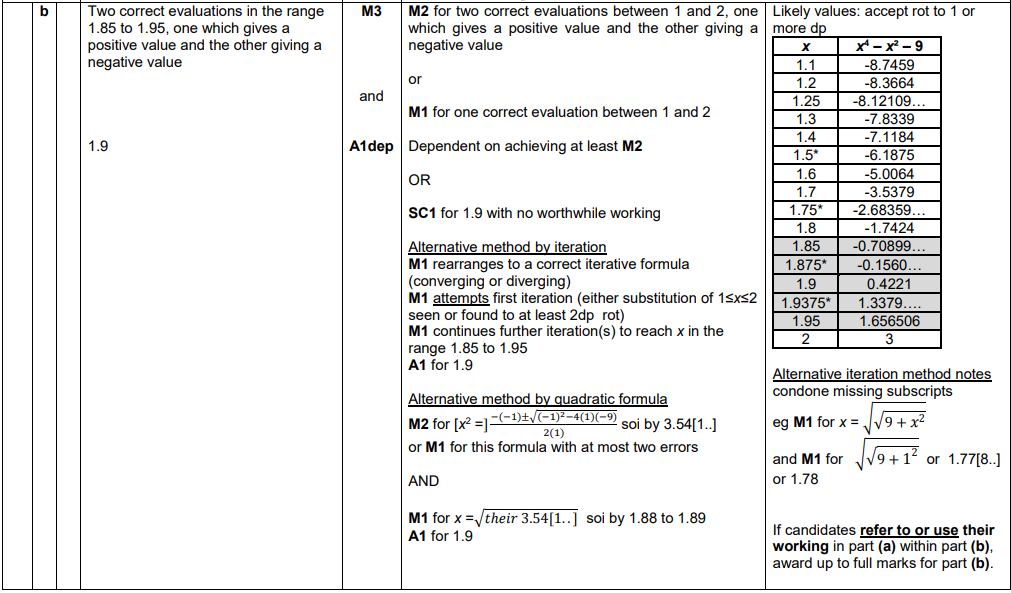 b
Two correct evaluations in the range
1.85 to 1.95, one which gives a
positive value and the other giving a
negative value
1.9
M3
and
A1dep
M2 for two correct evaluations between 1 and 2, one
which gives a positive value and the other giving a
negative value
or
M1 for one correct evaluation between 1 and 2
Dependent on achieving at least M2
OR
SC1 for 1.9 with no worthwhile working
Alternative method by iteration
M1 rearranges to a correct iterative formula
(converging or diverging)
M1 attempts first iteration (either substitution of 1≤x≤2
seen or found to at least 2dp rot)
M1 continues further iteration(s) to reach x in the
range 1.85 to 1.95
A1 for 1.9
Alternative method by quadratic formula
M2 for [x² =] −(−1)±√(−1)²−4(1)(−9) / 2(1) soi by 3.54[1..]
or M1 for this formula with at most two errors
AND
M1 for x =√their 3.54[1..] soi by 1.88 to 1.89
A1 for 1.9
Likely values: accept rot to 1 or
more dp
x x⁴ – x² – 9
1.1 -8.7459
1.2 -8.3664
1.25 -8.12109...
1.3 -7.8339
1.4 -7.1184
1.5* -6.1875
1.6 -5.0064
1.7 -3.5379
1.75* -2.68359...
1.8 -1.7424
1.85 -0.70899...
1.875* -0.1560...
1.9 0.4221
1.9375* 1.3379....
1.95 1.656506
2 3
Alternative iteration method notes
condone missing subscripts
eg M1 for x = √√9 + x²
and M1 for √√9 + 1² or 1.77[8..]
or 1.78
If candidates refer to or use their
working in part (a) within part (b),
award up to full marks for part (b).